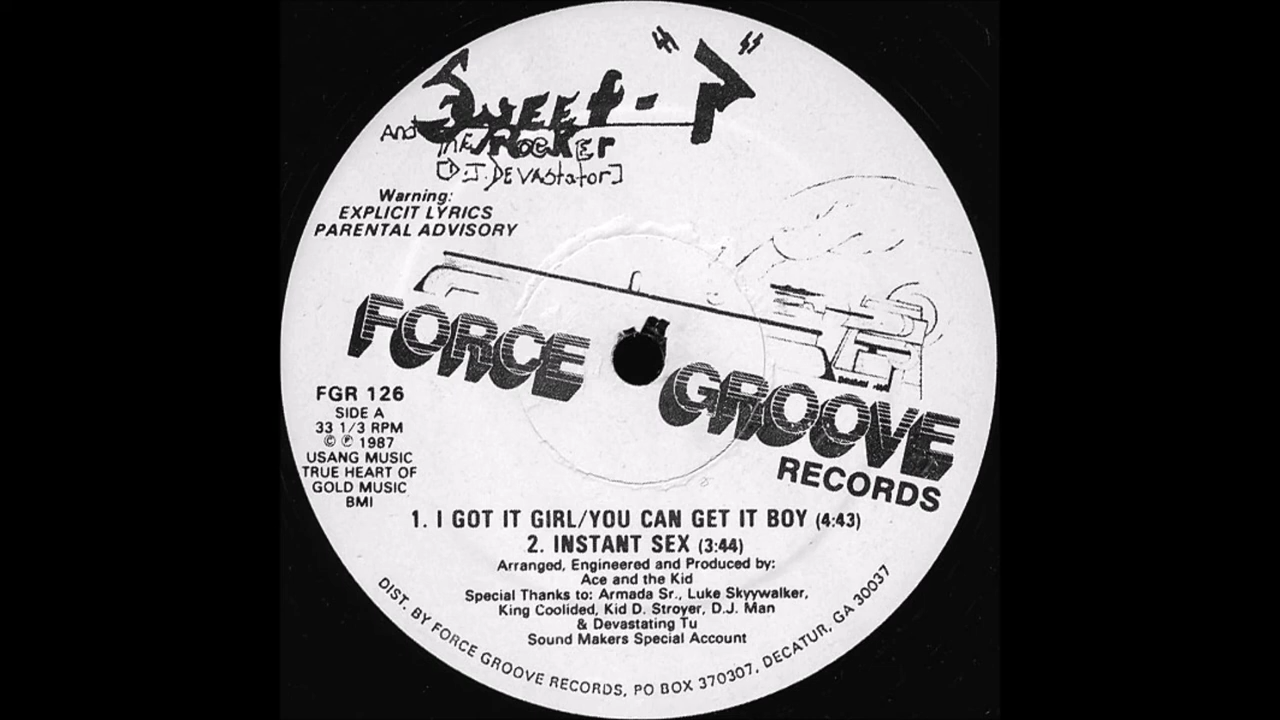 "Sweet-"P"
And The Rocker
[D.J. DEVAstator]
Warning:
EXPLICIT LYRICS
PARENTAL ADVISORY
FORCE GROOVE
RECORDS
FGR 126
SIDE A
33 1/3 RPM
© ℗ 1987
USANG MUSIC
TRUE HEART OF
GOLD MUSIC
BMI
1. I GOT IT GIRL/YOU CAN GET IT BOY (4:43)
2. INSTANT SEX (3:44)
Arranged, Engineered and Produced by:
Ace and the Kid
Special Thanks to: Armada Sr., Luke Skyywalker,
King Coolided, Kid D. Stroyer, D.J. Man
& Devastating Tu
Sound Makers Special Account
DIST. BY FORCE GROOVE RECORDS, PO BOX 370307, DECATUR, GA 30037